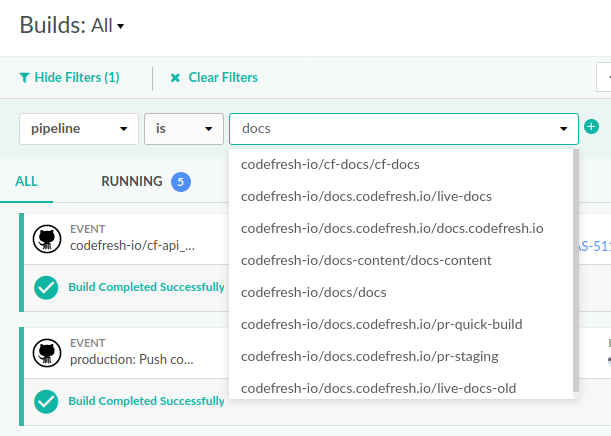 Builds: All
Hide Filters (1)
Clear Filters
pipeline
is
docs
codefresh-io/cf-docs/cf-docs
codefresh-io/docs.codefresh.io/live-docs
codefresh-io/docs.codefresh.io/docs.codefresh.io
codefresh-io/docs-content/docs-content
codefresh-io/docs/docs
codefresh-io/docs.codefresh.io/pr-quick-build
codefresh-io/docs.codefresh.io/pr-staging
codefresh-io/docs.codefresh.io/live-docs-old
ALL
RUNNING 5
EVENT
codefresh-io/cf-api_...
AS-511
Build Completed Successfully
EVENT
production: Push co...
Build Completed Successfully